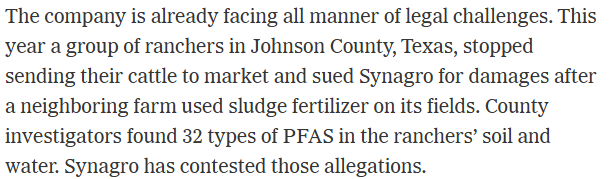 The company is already facing all manner of legal challenges. This
year a group of ranchers in Johnson County, Texas, stopped
sending their cattle to market and sued Synagro for damages after
a neighboring farm used sludge fertilizer on its fields. County
investigators found 32 types of PFAS in the ranchers’ soil and
water. Synagro has contested those allegations.